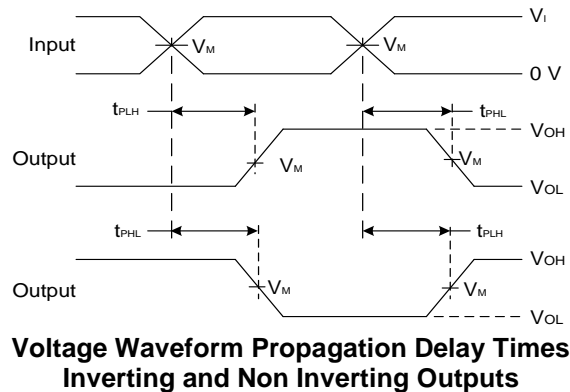 VI
Input VM VM
0 V
tPLH tPHL
VOH
Output VM VM
VOL
tPHL tPLH
VOH
Output VM VM
VOL
Voltage Waveform Propagation Delay Times
Inverting and Non Inverting Outputs